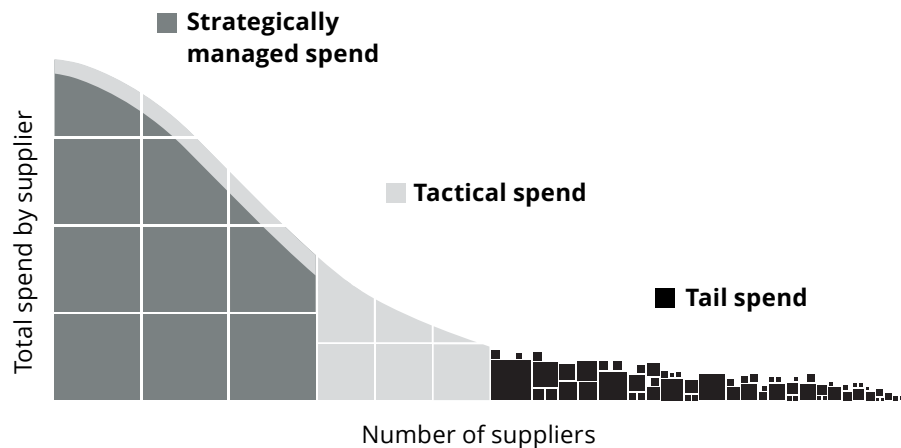 Strategically
managed spend
Total spend by supplier
Tactical spend
Tail spend
Number of suppliers